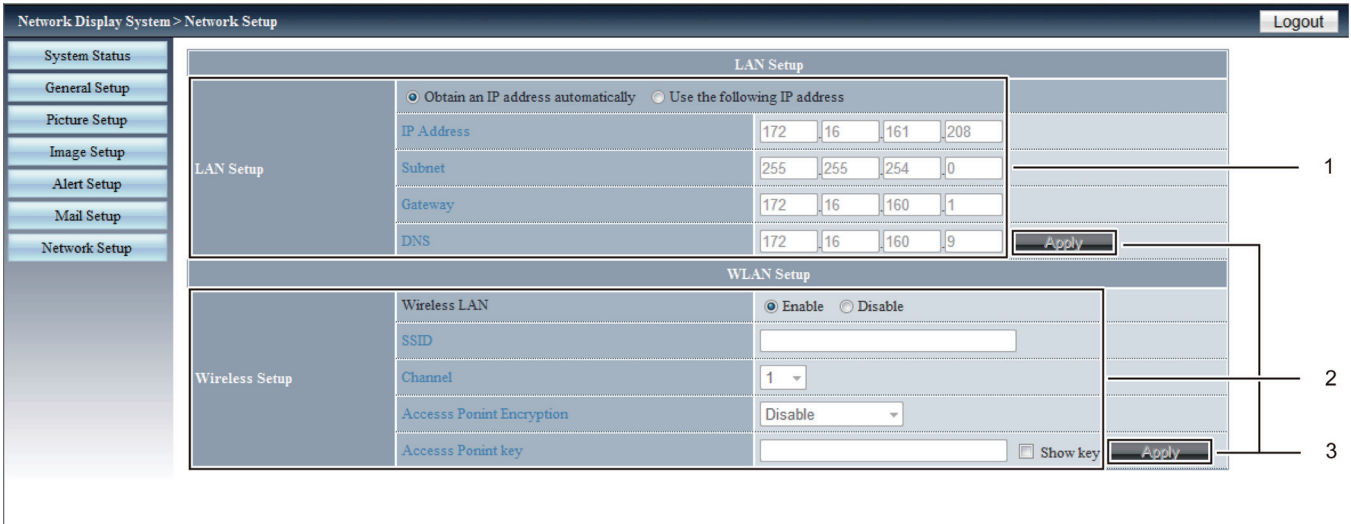 Network Display System > Network Setup
Logout
System Status
General Setup
Picture Setup
Image Setup
Alert Setup
Mail Setup
Network Setup
LAN Setup
LAN Setup
Obtain an IP address automatically Use the following IP address
IP Address 172 . 16 . 161 . 208
Subnet 255 . 255 . 254 . 0
Gateway 172 . 16 . 160 . 1
DNS 172 . 16 . 160 . 9 Apply
1
WLAN Setup
Wireless Setup
Wireless LAN Enable Disable
SSID
Channel 1
Accesss Ponint Encryption Disable
Accesss Ponint key Show key Apply
2
3